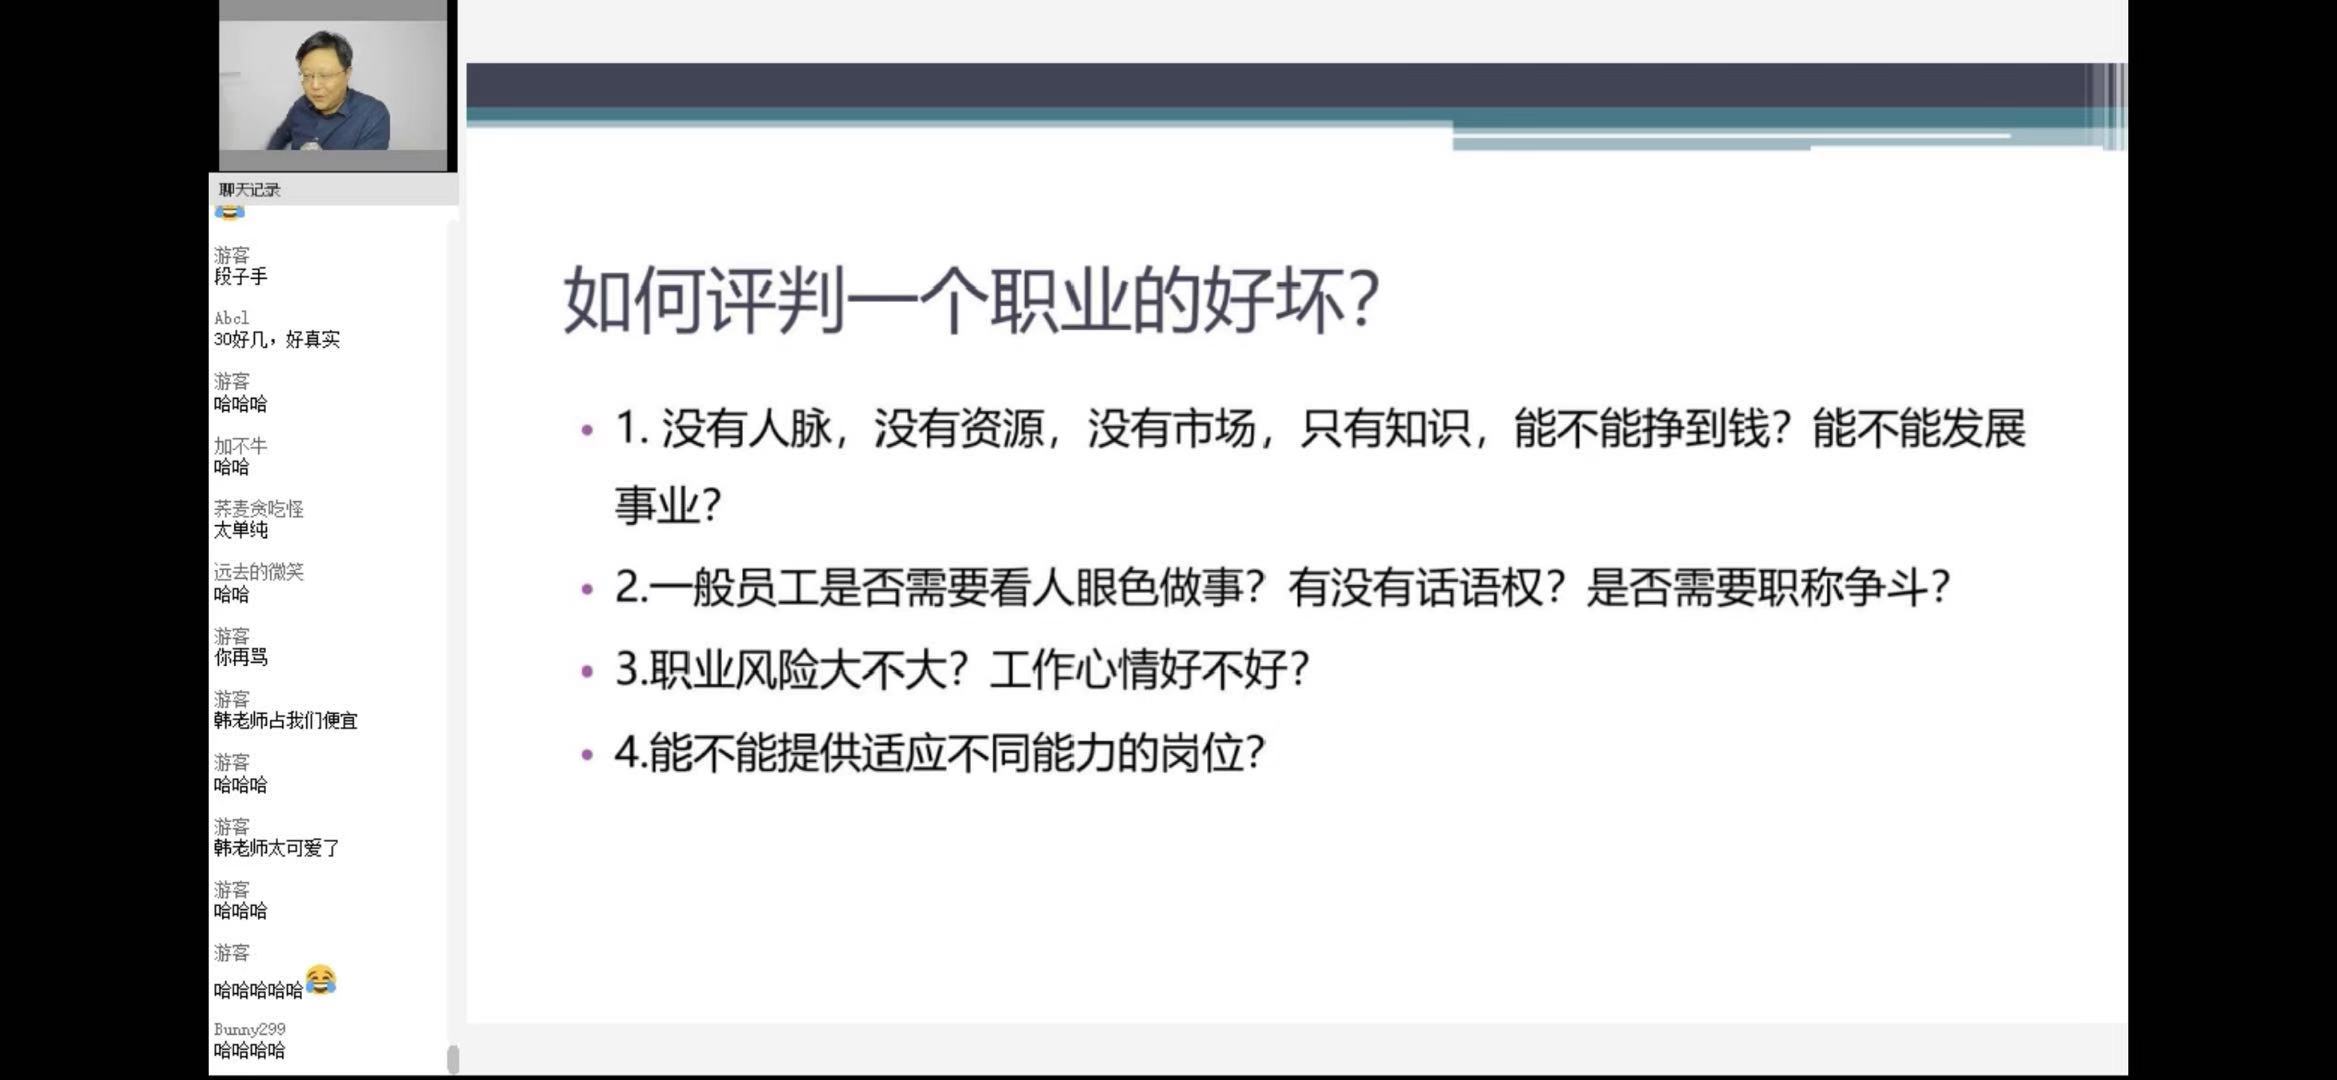 聊天记录
游客
段子手
Abcl
30好几，好真实
游客
哈哈哈
加不牛
哈哈
荞麦贪吃怪
太单纯
远去的微笑
哈哈
游客
你再骂
游客
韩老师占我们便宜
游客
哈哈哈
游客
韩老师太可爱了
游客
哈哈哈
游客
哈哈哈哈哈😂
Bunny299
哈哈哈哈
如何评判一个职业的好坏？
• 1. 没有人脉，没有资源，没有市场，只有知识，能不能挣到钱？能不能发展
事业？
• 2.一般员工是否需要看人眼色做事？有没有话语权？是否需要职称争斗？
• 3.职业风险大不大？工作心情好不好？
• 4.能不能提供适应不同能力的岗位？